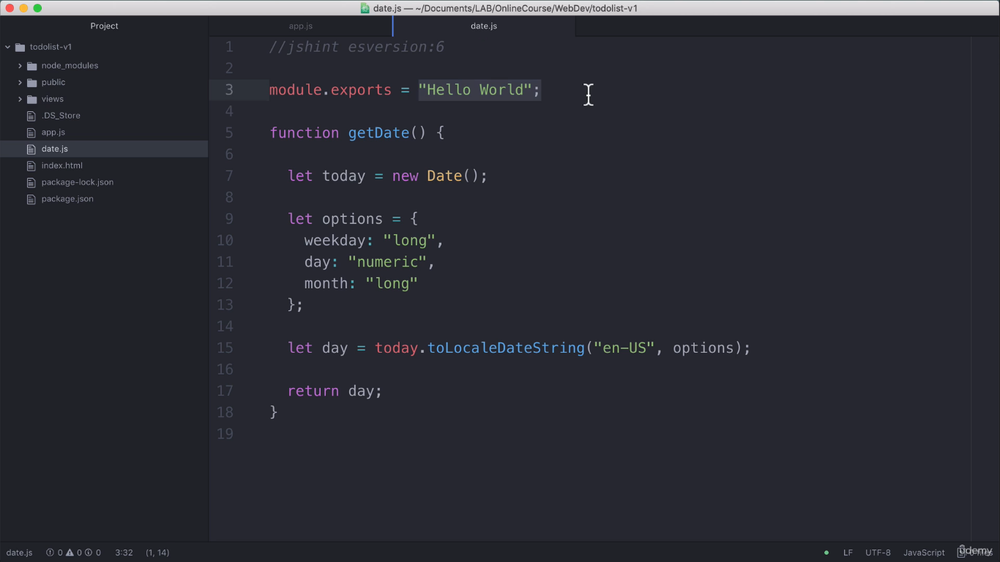 date.js — ~/Documents/LAB/OnlineCourse/WebDev/todolist-v1
Project
app.js
date.js
todolist-v1
node_modules
public
views
.DS_Store
app.js
date.js
index.html
package-lock.json
package.json
1 //jshint esversion:6
2
3 module.exports = "Hello World";
4
5 function getDate() {
6
7 let today = new Date();
8
9 let options = {
10 weekday: "long",
11 day: "numeric",
12 month: "long"
13 };
14
15 let day = today.toLocaleDateString("en-US", options);
16
17 return day;
18 }
19
date.js 0 0 0 3:32 (1, 14)
LF UTF-8 JavaScript files
ûdemy